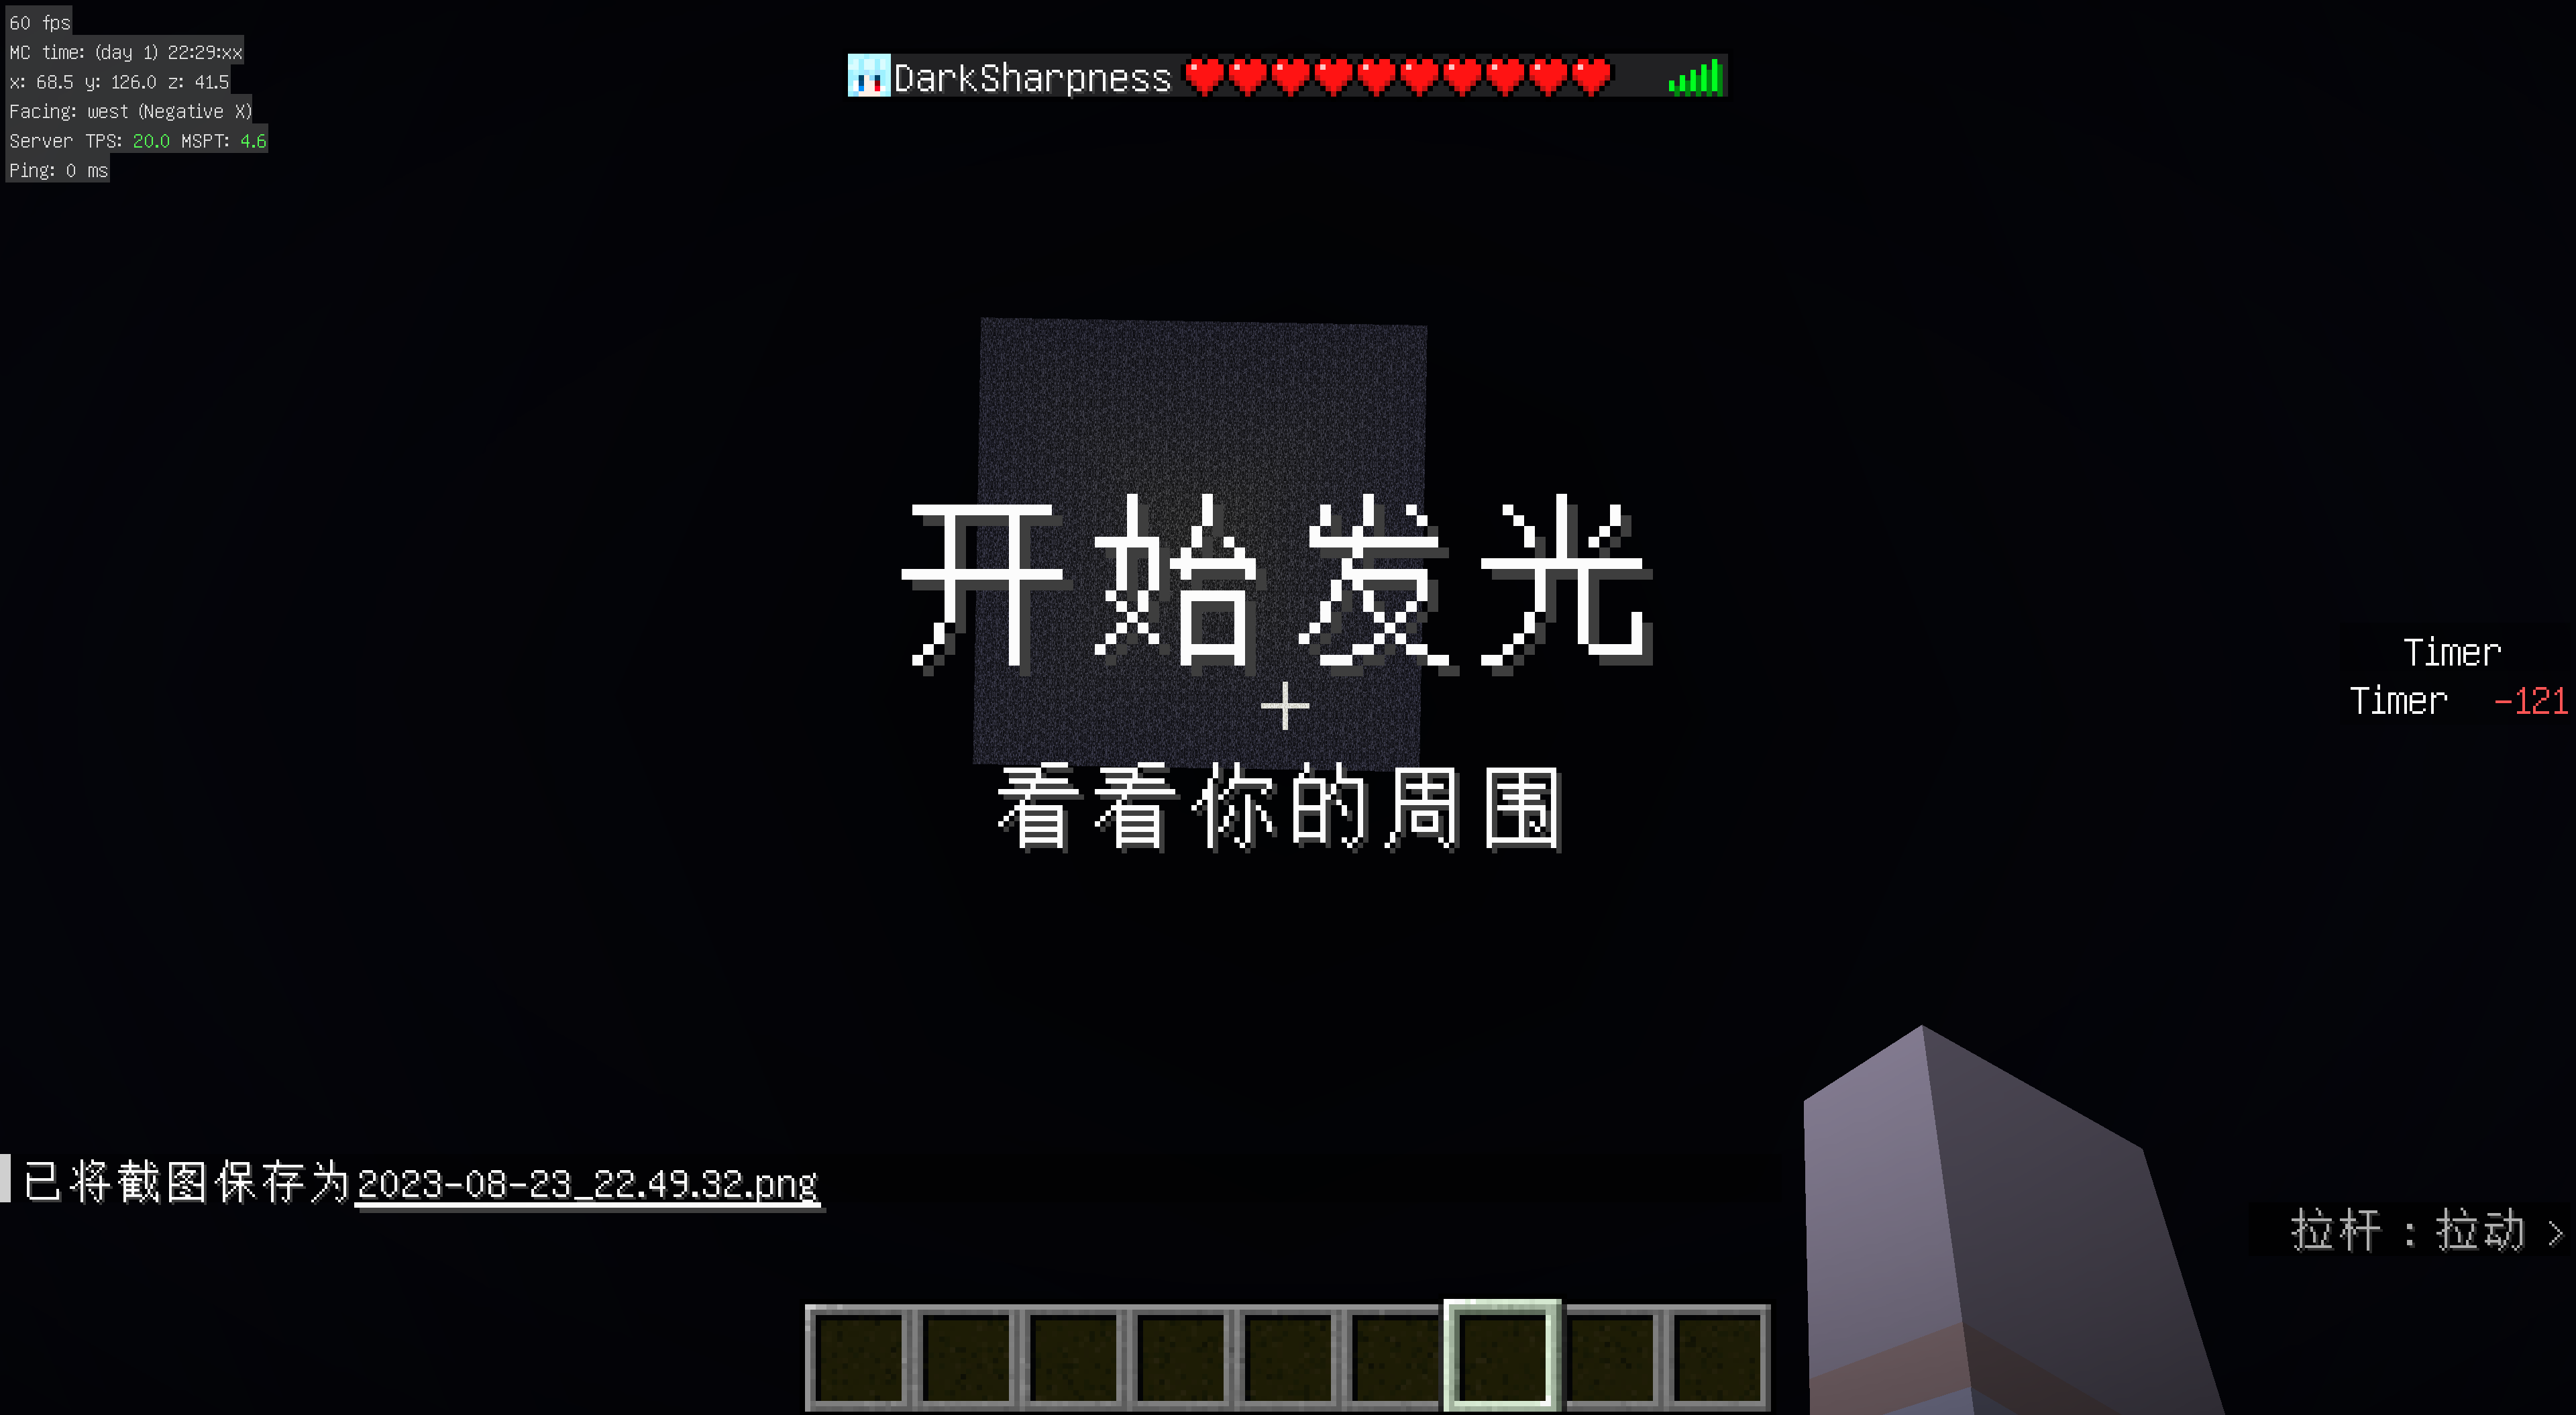 60 fps
MC time: (day 1) 22:29:xx
x: 68.5 y: 126.0 z: 41.5
Facing: west (Negative X)
Server TPS: 20.0 MSPT: 4.6
Ping: 0 ms
DarkSharpness
开始发光
看看你的周围
Timer
Timer -121
已将截图保存为2023-08-23_22.49.32.png
拉杆：拉动 >